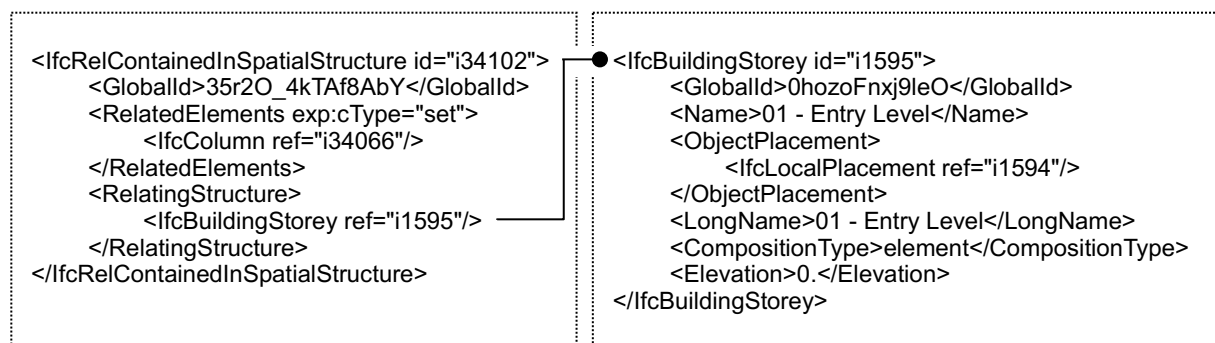 <IfcRelContainedInSpatialStructure id="i34102">
<GlobalId>35r2O_4kTAf8AbY</GlobalId>
<RelatedElements exp:cType="set">
<IfcColumn ref="i34066"/>
</RelatedElements>
<RelatingStructure>
<IfcBuildingStorey ref="i1595"/>
</RelatingStructure>
</IfcRelContainedInSpatialStructure>
<IfcBuildingStorey id="i1595">
<GlobalId>0hozoFnxj9leO</GlobalId>
<Name>01 - Entry Level</Name>
<ObjectPlacement>
<IfcLocalPlacement ref="i1594"/>
</ObjectPlacement>
<LongName>01 - Entry Level</LongName>
<CompositionType>element</CompositionType>
<Elevation>0.</Elevation>
</IfcBuildingStorey>